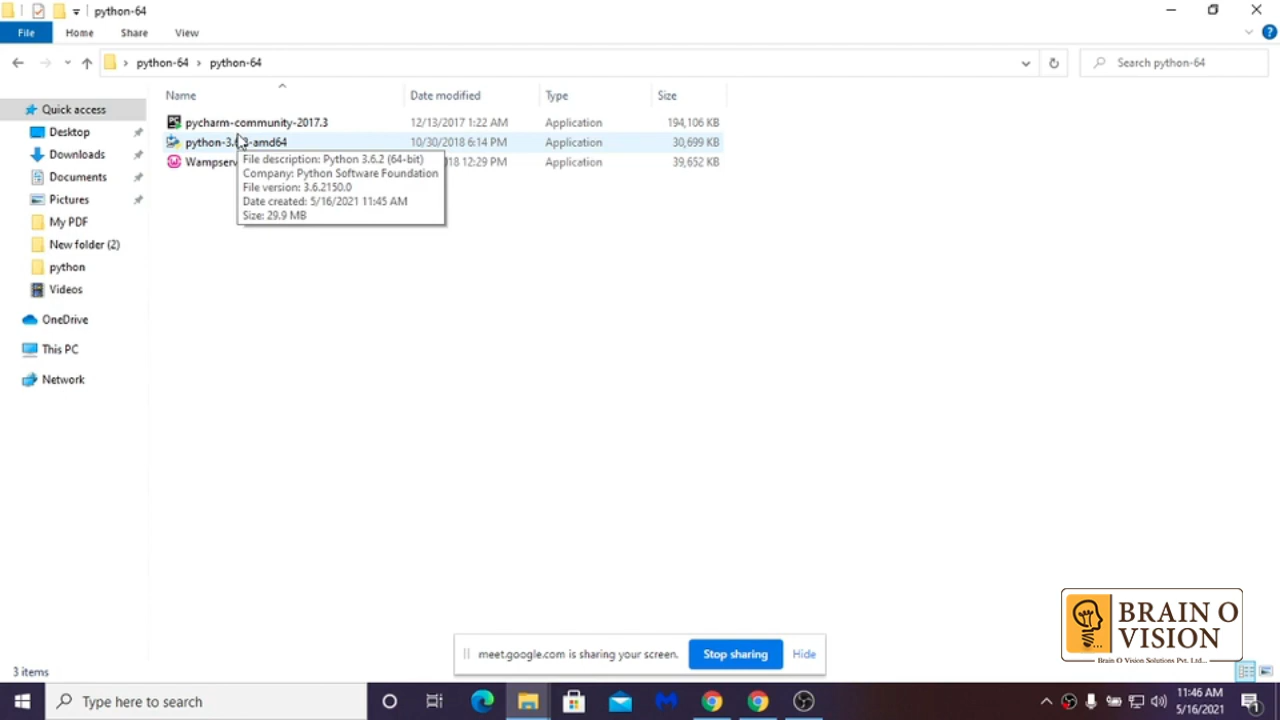 python-64
File Home Share View
python-64 › python-64 Search python-64
Name Date modified Type Size
Quick access
Desktop
Downloads
Documents
Pictures
My PDF
New folder (2)
python
Videos
OneDrive
This PC
Network
pycharm-community-2017.3 12/13/2017 1:22 AM Application 194,106 KB
amd64 10/30/2018 6:14 PM Application 30,699 KB
Wampserv 12:29 PM Application 39,652 KB
File description: Python 3.6.2 (64-bit)
Company: Python Software Foundation
File version: 3.6.2150.0
Date created: 5/16/2021 11:45 AM
Size: 29.9 MB
BRAIN O
VISION
Brain O Vision Solutions Pvt. Ltd...
meet.google.com is sharing your screen. Stop sharing Hide
3 items
Type here to search
11:46 AM
5/16/2021
1